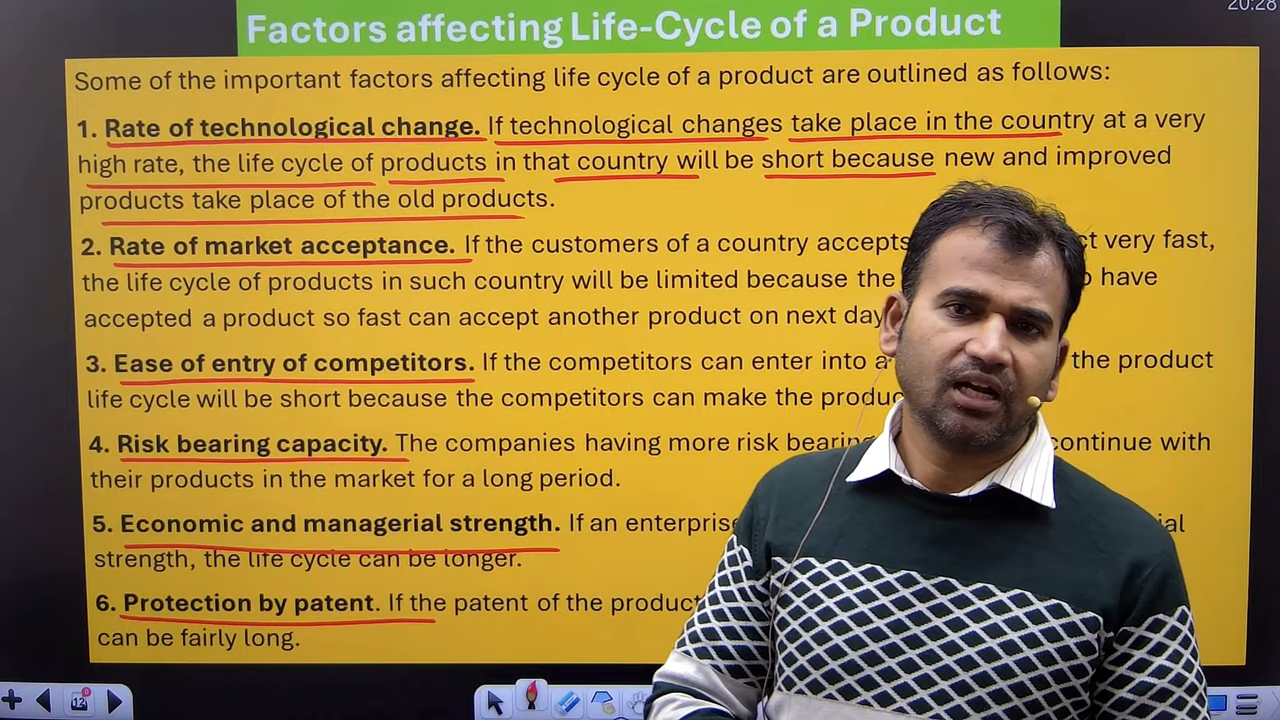 20:28
Factors affecting Life-Cycle of a Product
Some of the important factors affecting life cycle of a product are outlined as follows:
1. Rate of technological change. If technological changes take place in the country at a very
high rate, the life cycle of products in that country will be short because new and improved
products take place of the old products.
2. Rate of market acceptance. If the customers of a country accepts very fast,
the life cycle of products in such country will be limited because the have
accepted a product so fast can accept another product on next day
3. Ease of entry of competitors. If the competitors can enter into the product
life cycle will be short because the competitors can make the
4. Risk bearing capacity. The companies having more risk bearing continue with
their products in the market for a long period.
5. Economic and managerial strength. If an enterprise
strength, the life cycle can be longer.
6. Protection by patent. If the patent of the product
can be fairly long.
12